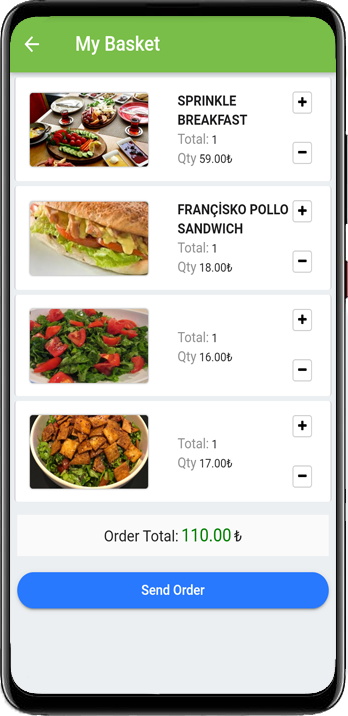 My Basket
SPRINKLE
BREAKFAST
Total: 1
Qty 59.00₺
FRANÇİSKO POLLO
SANDWICH
Total: 1
Qty 18.00₺
Total: 1
Qty 16.00₺
Total: 1
Qty 17.00₺
Order Total: 110.00 ₺
Send Order